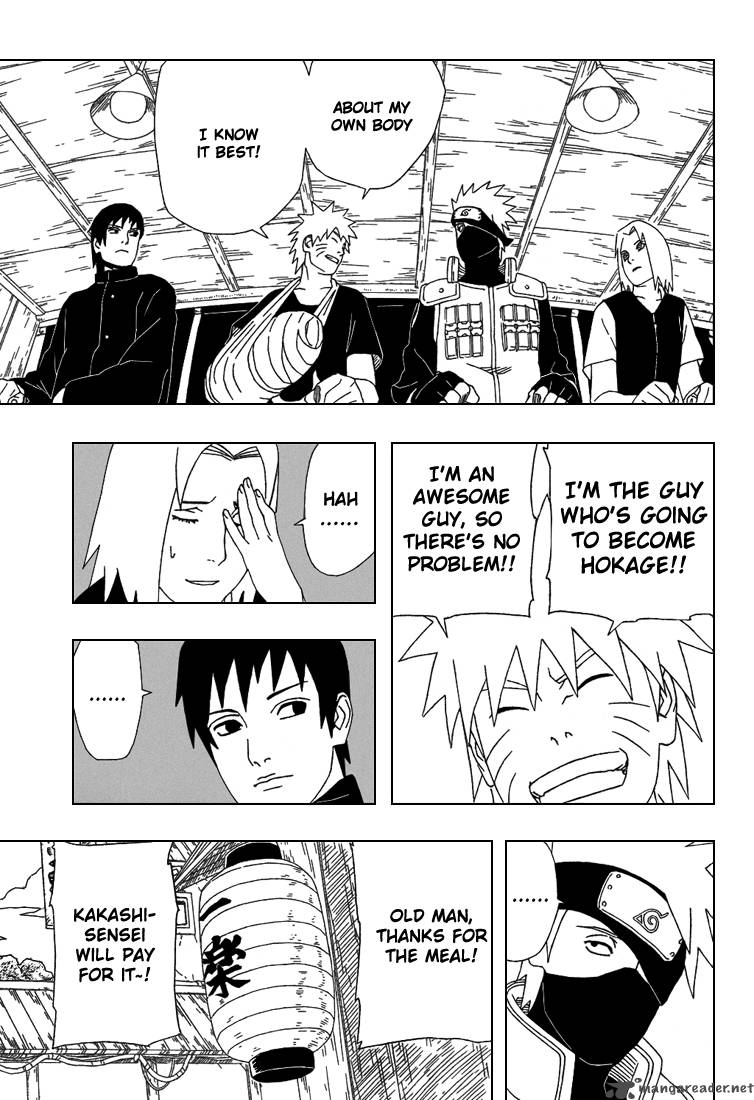 ABOUT MY
OWN BODY
I KNOW
IT BEST!
I'M THE GUY
WHO'S GOING
TO BECOME
HOKAGE!!
I'M AN
AWESOME
GUY, SO
THERE'S NO
PROBLEM!!
HAH
......
......
......
OLD MAN,
THANKS FOR
THE MEAL!
一楽
KAKASHI-
SENSEI
WILL PAY
FOR IT~!
mangareader.net